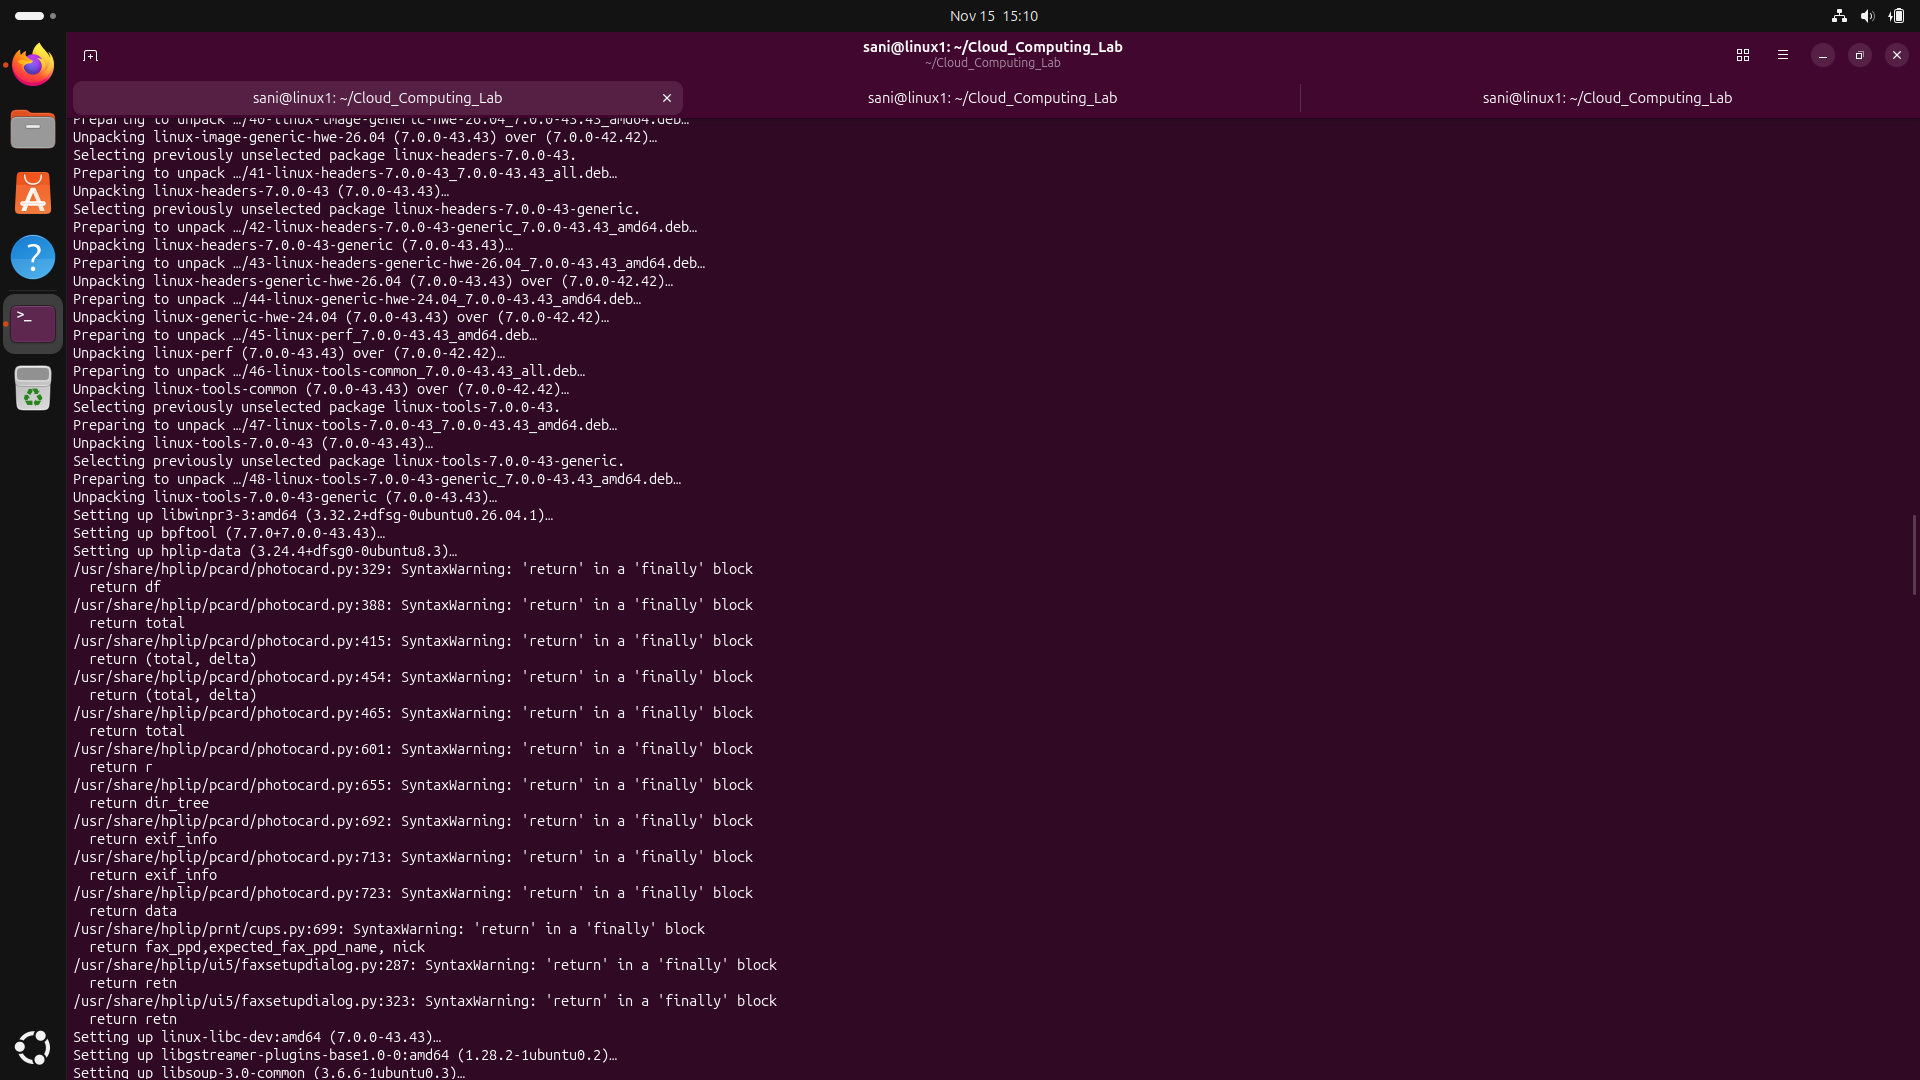 Nov 15 15:10
sani@linux1: ~/Cloud_Computing_Lab
~/Cloud_Computing_Lab
sani@linux1: ~/Cloud_Computing_Lab
sani@linux1: ~/Cloud_Computing_Lab
sani@linux1: ~/Cloud_Computing_Lab
Preparing to unpack …/40-linux-image-generic-hwe-26.04_7.0.0-43.43_amd64.deb…
Unpacking linux-image-generic-hwe-26.04 (7.0.0-43.43) over (7.0.0-42.42)…
Selecting previously unselected package linux-headers-7.0.0-43.
Preparing to unpack …/41-linux-headers-7.0.0-43_7.0.0-43.43_all.deb…
Unpacking linux-headers-7.0.0-43 (7.0.0-43.43)…
Selecting previously unselected package linux-headers-7.0.0-43-generic.
Preparing to unpack …/42-linux-headers-7.0.0-43-generic_7.0.0-43.43_amd64.deb…
Unpacking linux-headers-7.0.0-43-generic (7.0.0-43.43)…
Preparing to unpack …/43-linux-headers-generic-hwe-26.04_7.0.0-43.43_amd64.deb…
Unpacking linux-headers-generic-hwe-26.04 (7.0.0-43.43) over (7.0.0-42.42)…
Preparing to unpack …/44-linux-generic-hwe-24.04_7.0.0-43.43_amd64.deb…
Unpacking linux-generic-hwe-24.04 (7.0.0-43.43) over (7.0.0-42.42)…
Preparing to unpack …/45-linux-perf_7.0.0-43.43_amd64.deb…
Unpacking linux-perf (7.0.0-43.43) over (7.0.0-42.42)…
Preparing to unpack …/46-linux-tools-common_7.0.0-43.43_all.deb…
Unpacking linux-tools-common (7.0.0-43.43) over (7.0.0-42.42)…
Selecting previously unselected package linux-tools-7.0.0-43.
Preparing to unpack …/47-linux-tools-7.0.0-43_7.0.0-43.43_amd64.deb…
Unpacking linux-tools-7.0.0-43 (7.0.0-43.43)…
Selecting previously unselected package linux-tools-7.0.0-43-generic.
Preparing to unpack …/48-linux-tools-7.0.0-43-generic_7.0.0-43.43_amd64.deb…
Unpacking linux-tools-7.0.0-43-generic (7.0.0-43.43)…
Setting up libwinpr3-3:amd64 (3.32.2+dfsg-0ubuntu0.26.04.1)…
Setting up bpftool (7.7.0+7.0.0-43.43)…
Setting up hplip-data (3.24.4+dfsg0-0ubuntu8.3)…
/usr/share/hplip/pcard/photocard.py:329: SyntaxWarning: 'return' in a 'finally' block
  return df
/usr/share/hplip/pcard/photocard.py:388: SyntaxWarning: 'return' in a 'finally' block
  return total
/usr/share/hplip/pcard/photocard.py:415: SyntaxWarning: 'return' in a 'finally' block
  return (total, delta)
/usr/share/hplip/pcard/photocard.py:454: SyntaxWarning: 'return' in a 'finally' block
  return (total, delta)
/usr/share/hplip/pcard/photocard.py:465: SyntaxWarning: 'return' in a 'finally' block
  return total
/usr/share/hplip/pcard/photocard.py:601: SyntaxWarning: 'return' in a 'finally' block
  return r
/usr/share/hplip/pcard/photocard.py:655: SyntaxWarning: 'return' in a 'finally' block
  return dir_tree
/usr/share/hplip/pcard/photocard.py:692: SyntaxWarning: 'return' in a 'finally' block
  return exif_info
/usr/share/hplip/pcard/photocard.py:713: SyntaxWarning: 'return' in a 'finally' block
  return exif_info
/usr/share/hplip/pcard/photocard.py:723: SyntaxWarning: 'return' in a 'finally' block
  return data
/usr/share/hplip/prnt/cups.py:699: SyntaxWarning: 'return' in a 'finally' block
  return fax_ppd,expected_fax_ppd_name, nick
/usr/share/hplip/ui5/faxsetupdialog.py:287: SyntaxWarning: 'return' in a 'finally' block
  return retn
/usr/share/hplip/ui5/faxsetupdialog.py:323: SyntaxWarning: 'return' in a 'finally' block
  return retn
Setting up linux-libc-dev:amd64 (7.0.0-43.43)…
Setting up libgstreamer-plugins-base1.0-0:amd64 (1.28.2-1ubuntu0.2)…
Setting up libsoup-3.0-common (3.6.6-1ubuntu0.3)…